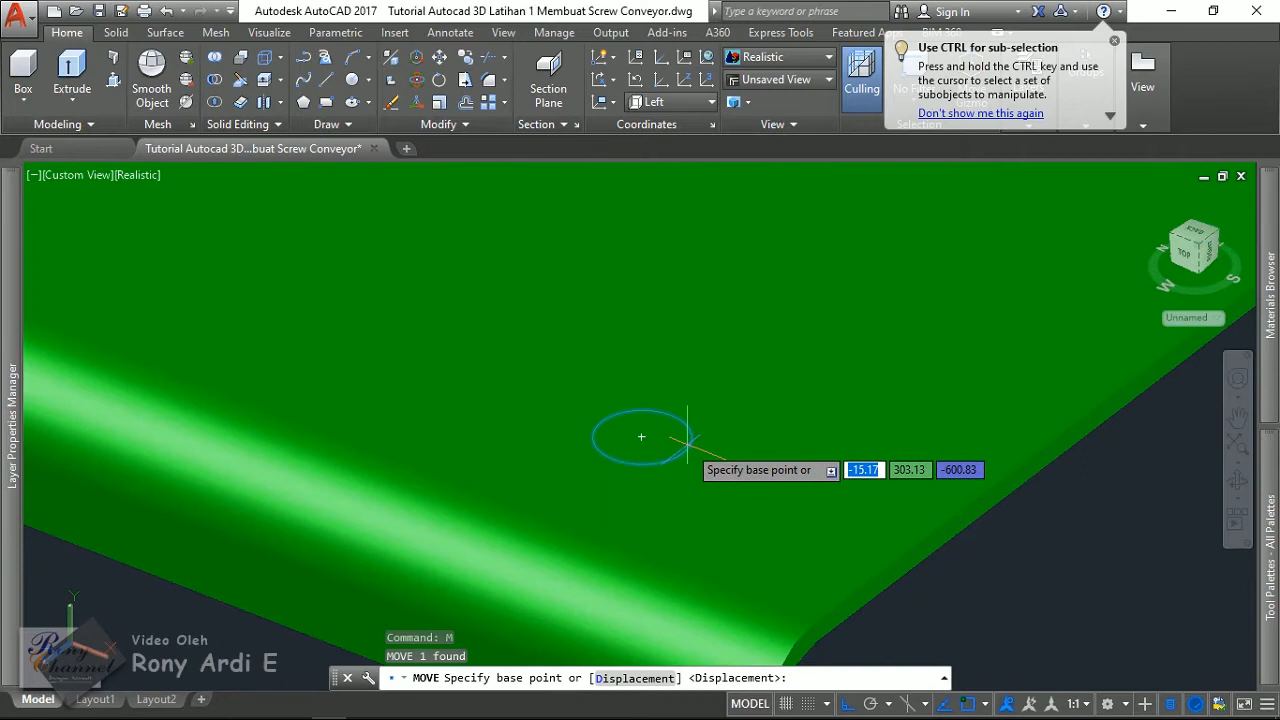 Autodesk AutoCAD 2017 Tutorial Autocad 3D Latihan 1 Membuat Screw Conveyor.dwg
Type a keyword or phrase
Sign In
Home Solid Surface Mesh Visualize Parametric Insert Annotate View Manage Output Add-ins A360 Express Tools Featured Apps BIM 360
Use CTRL for sub-selection
Press and hold the CTRL key and use
the cursor to select a set of
subobjects to manipulate.
Don't show me this again
Box
Extrude
Smooth
Object
Section
Plane
Realistic
Unsaved View
Left
Culling
View
Modeling
Mesh
Solid Editing
Draw
Modify
Section
Coordinates
View
Selection
Start
Tutorial Autocad 3D...buat Screw Conveyor*
[−][Custom View][Realistic]
TOP
N
W
S
Unnamed
Materials Browser
Layer Properties Manager
Tool Palettes - All Palettes
Specify base point or
-15.17 303.13 -600.83
Y
Rony
Channel
Video Oleh
Rony Ardi E
Command: M
MOVE 1 found
MOVE Specify base point or [Displacement] <Displacement>:
Model Layout1 Layout2
MODEL
1:1